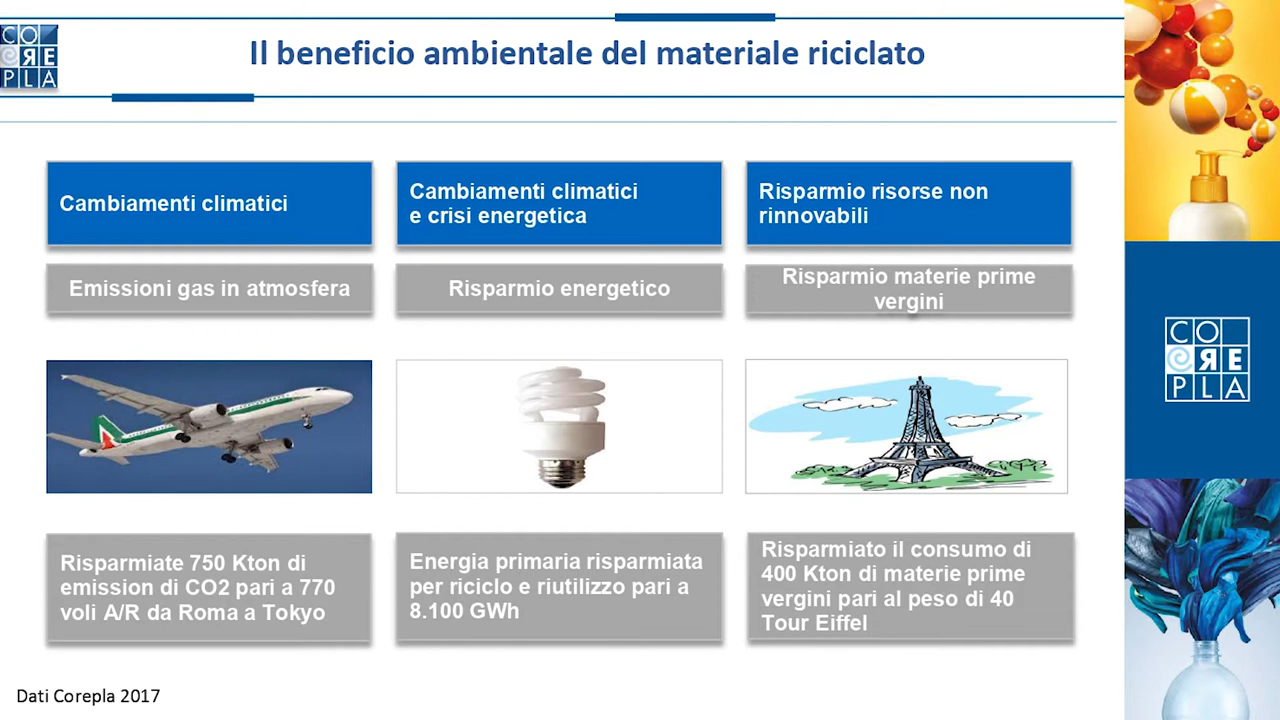 CO
RE
PLA
Il beneficio ambientale del materiale riciclato
Cambiamenti climatici
Cambiamenti climatici
e crisi energetica
Risparmio risorse non
rinnovabili
Emissioni gas in atmosfera
Risparmio energetico
Risparmio materie prime
vergini
Risparmiate 750 Kton di
emission di CO2 pari a 770
voli A/R da Roma a Tokyo
Energia primaria risparmiata
per riciclo e riutilizzo pari a
8.100 GWh
Risparmiato il consumo di
400 Kton di materie prime
vergini pari al peso di 40
Tour Eiffel
Dati Corepla 2017
CO
RE
PLA